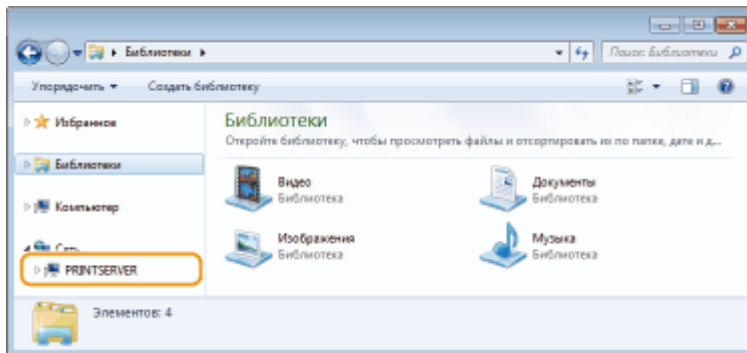 Библиотеки
Поиск: Библиотеки
Упорядочить
Создать библиотеку
Избранное
Библиотеки
Откройте библиотеку, чтобы просмотреть файлы и отсортировать их по папке, дате и д...
Библиотеки
Видео
Библиотека
Документы
Библиотека
Компьютер
Изображения
Библиотека
Музыка
Библиотека
Сеть
PRINTSERVER
Элементов: 4